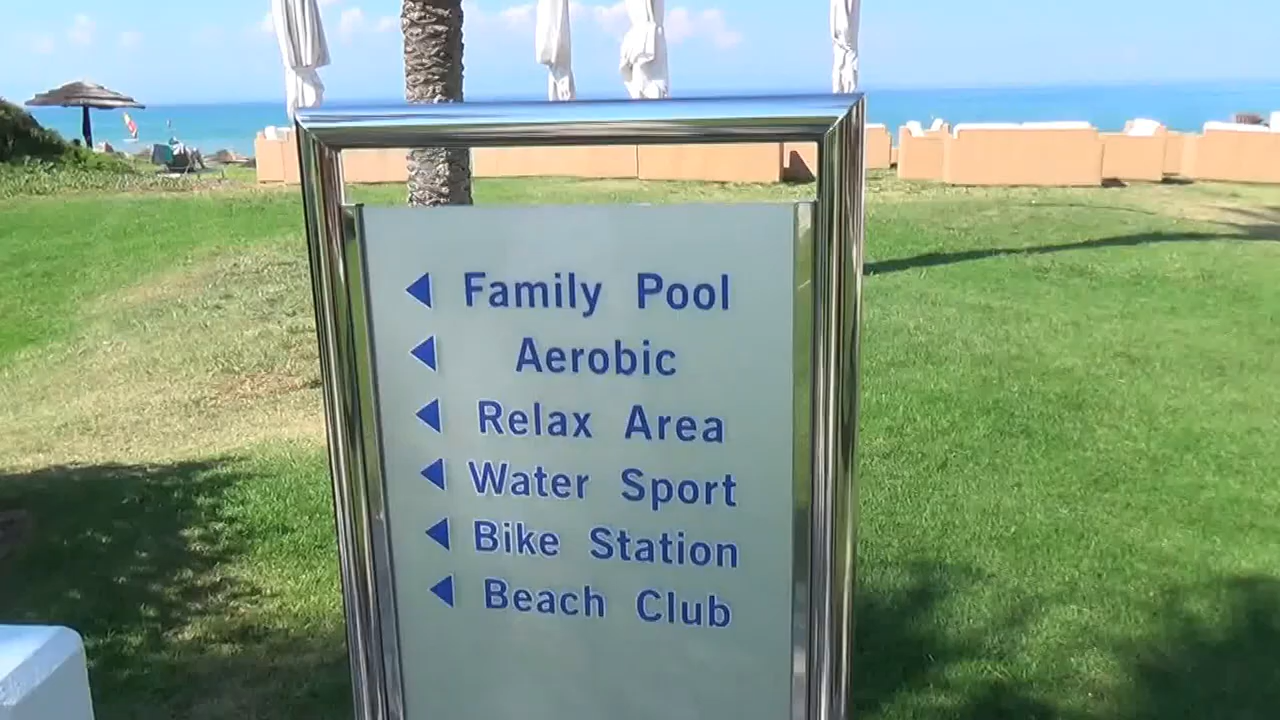 Family Pool
Aerobic
Relax Area
Water Sport
Bike Station
Beach Club